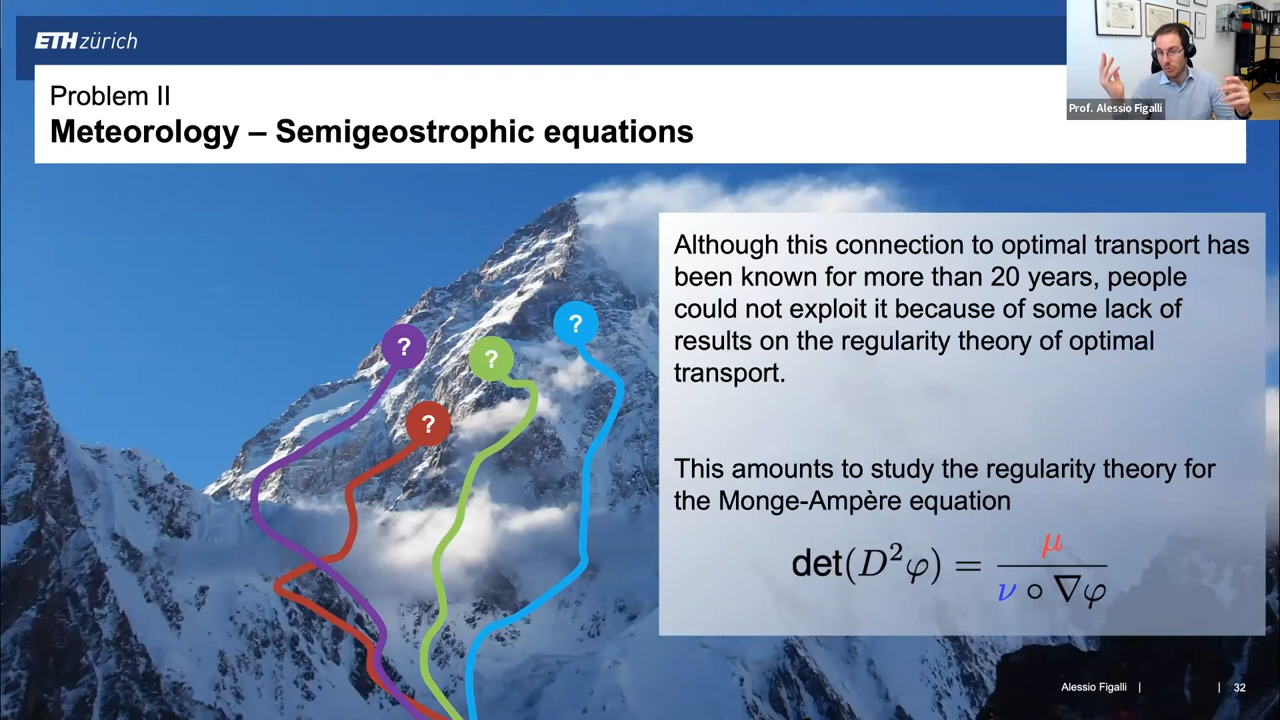 ETH zürich
Problem II
Meteorology – Semigeostrophic equations
Prof. Alessio Figalli
Although this connection to optimal transport has
been known for more than 20 years, people
could not exploit it because of some lack of
results on the regularity theory of optimal
transport.
This amounts to study the regularity theory for
the Monge-Ampère equation
det(D²φ) = μ / ν ∘ ∇φ
?
?
?
?
Alessio Figalli | | 32